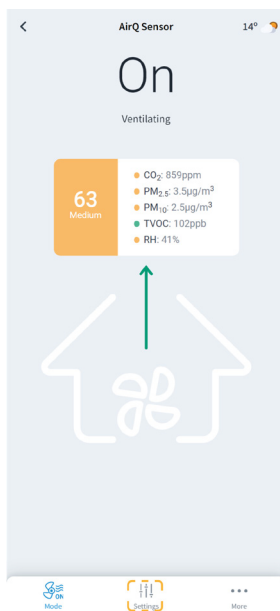 AirQ Sensor 14°
On
Ventilating
63
Medium
CO₂: 859ppm
PM₂.₅: 3.5µg/m³
PM₁₀: 2.5µg/m³
TVOC: 102ppb
RH: 41%
ON
Mode Settings More